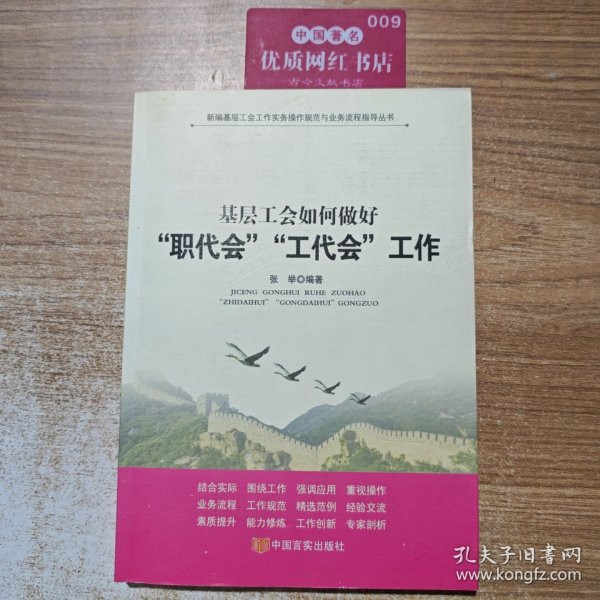 009
中国著名
优质网红书店
古今文献书店
新编基层工会工作实务操作规范与业务流程指导丛书
基层工会如何做好
“职代会”“工代会”工作
张 举◎编著
JICENG GONGHUI RUHE ZUOHAO
“ZHIDAIHUI”“GONGDAIHUI”GONGZUO
结合实际 围绕工作 强调应用 重视操作
业务流程 工作规范 精选范例 经验交流
素质提升 能力修炼 工作创新 专家剖析
中国言实出版社
孔夫子旧书网
www.kongfz.com